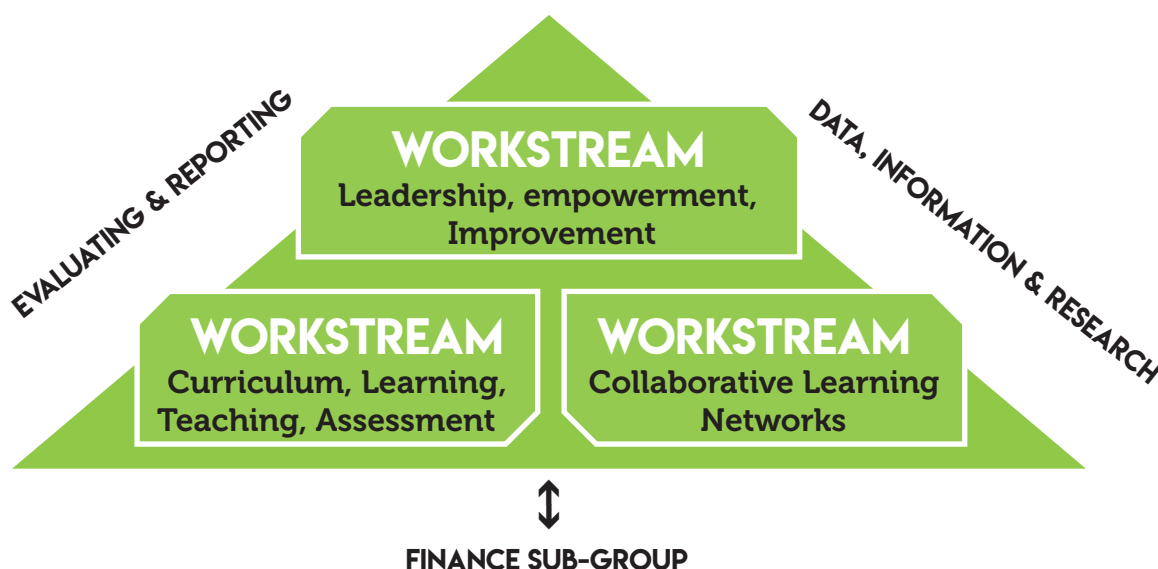 EVALUATING & REPORTING
DATA, INFORMATION & RESEARCH
WORKSTREAM
Leadership, empowerment,
Improvement
WORKSTREAM
Curriculum, Learning,
Teaching, Assessment
WORKSTREAM
Collaborative Learning
Networks
FINANCE SUB-GROUP